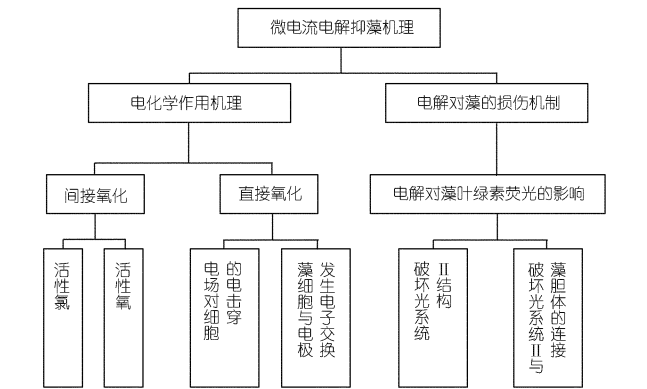 微电流电解抑藻机理
电化学作用机理
电解对藻的损伤机制
间接氧化
直接氧化
电解对藻叶绿素荧光的影响
活性氯
活性氧
电场对细胞
的电击穿
藻细胞与电极
发生电子交换
破坏光系统
Ⅱ结构
破坏光系统Ⅱ与
藻胆体的连接